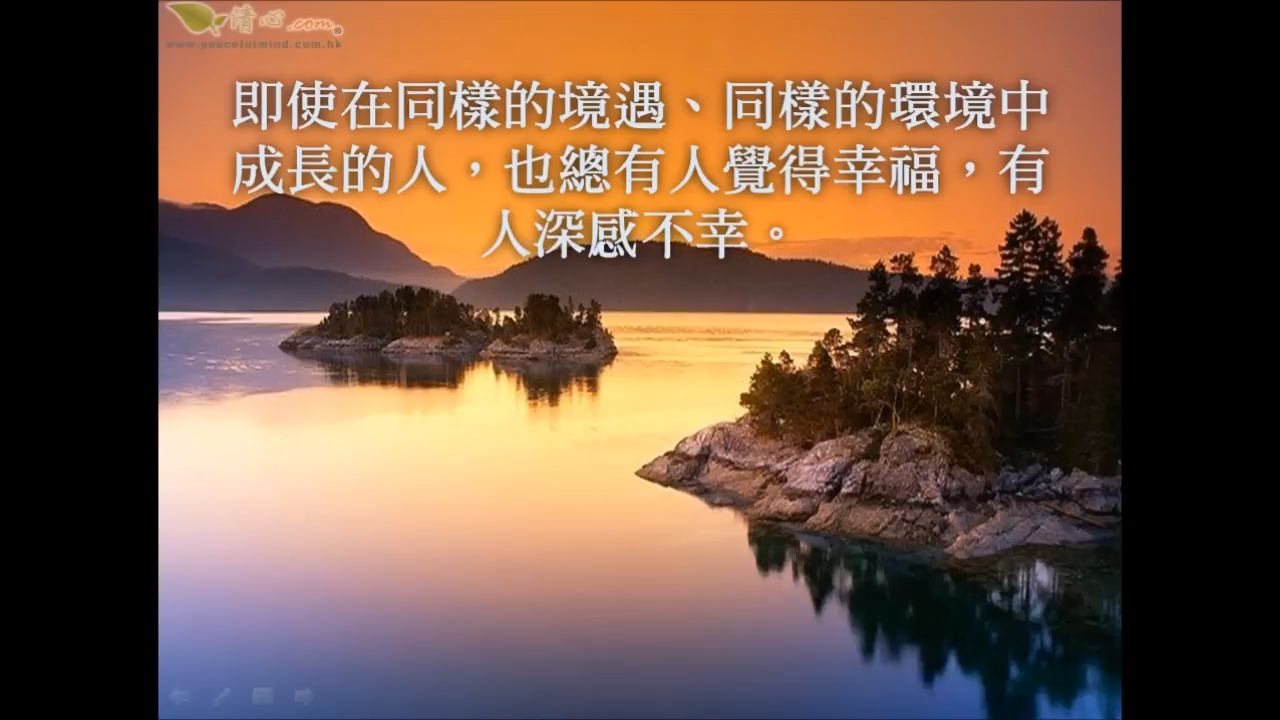 清心.com
www.peacefulmind.com.hk
即使在同樣的境遇、同樣的環境中
成長的人，也總有人覺得幸福，有
人深感不幸。